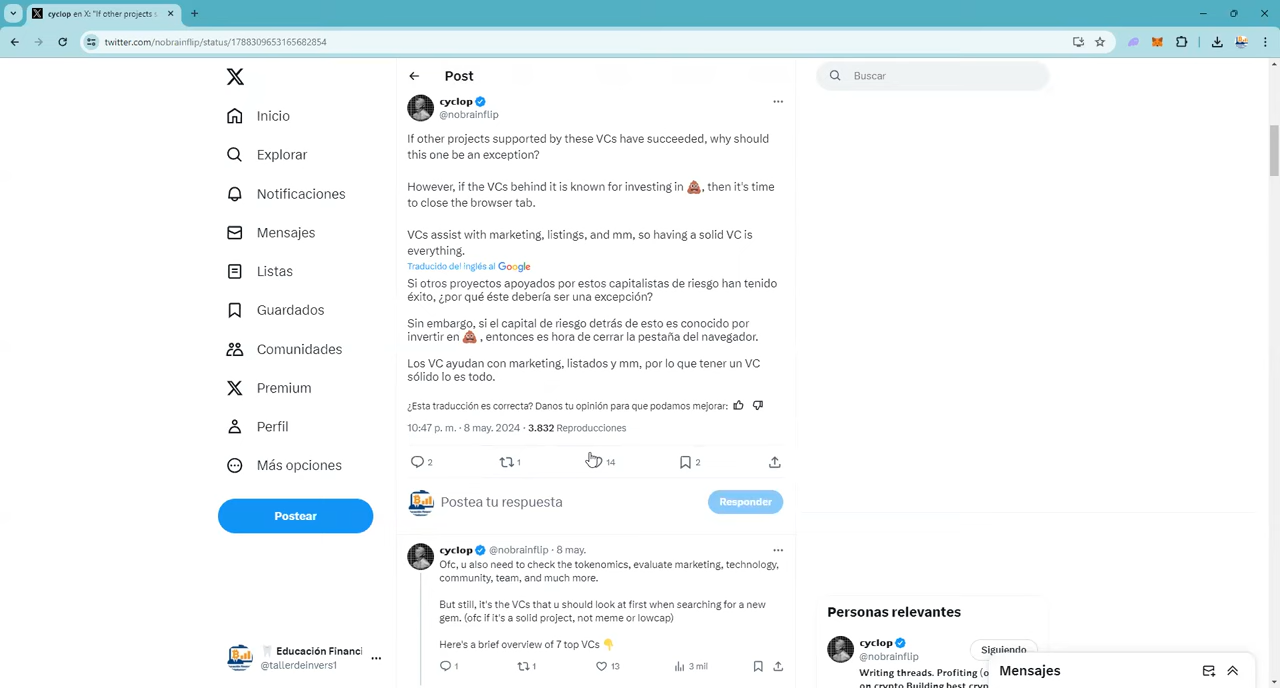 cyclop en X: "If other projects s
twitter.com/nobrainflip/status/1788309653165682854
Inicio
Explorar
Notificaciones
Mensajes
Listas
Guardados
Comunidades
Premium
Perfil
Más opciones
Postear
Educación Financi
@tallerdeinvers1
Post
cyclop
@nobrainflip
If other projects supported by these VCs have succeeded, why should
this one be an exception?
However, if the VCs behind it is known for investing in 💩, then it's time
to close the browser tab.
VCs assist with marketing, listings, and mm, so having a solid VC is
everything.
Traducido del inglés al Google
Si otros proyectos apoyados por estos capitalistas de riesgo han tenido
éxito, ¿por qué éste debería ser una excepción?
Sin embargo, si el capital de riesgo detrás de esto es conocido por
invertir en 💩 , entonces es hora de cerrar la pestaña del navegador.
Los VC ayudan con marketing, listados y mm, por lo que tener un VC
sólido lo es todo.
¿Esta traducción es correcta? Danos tu opinión para que podamos mejorar:
10:47 p. m. · 8 may. 2024 · 3.832 Reproducciones
2 1 14 2
Postea tu respuesta
Responder
cyclop @nobrainflip · 8 may.
Ofc, u also need to check the tokenomics, evaluate marketing, technology,
community, team, and much more.
But still, it's the VCs that u should look at first when searching for a new
gem. (ofc if it's a solid project, not meme or lowcap)
Here's a brief overview of 7 top VCs 👇
1 1 13 3 mil
Buscar
Personas relevantes
cyclop
@nobrainflip
Siguiendo
Writing threads. Profiting (o
on crypto Building best cryp
Mensajes